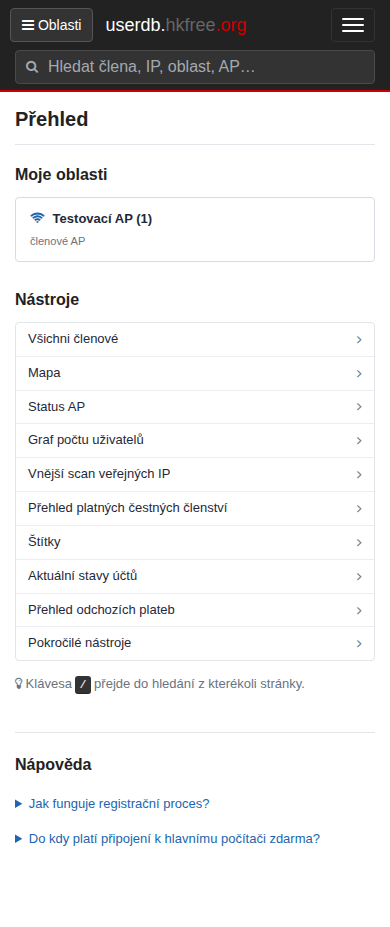 Oblasti userdb.hkfree.org
Hledat člena, IP, oblast, AP…
Přehled
Moje oblasti
Testovací AP (1)
členové AP
Nástroje
Všichni členové
Mapa
Status AP
Graf počtu uživatelů
Vnější scan veřejných IP
Přehled platných čestných členství
Štítky
Aktuální stavy účtů
Přehled odchozích plateb
Pokročilé nástroje
Klávesa / přejde do hledání z kterékoli stránky.
Nápověda
Jak funguje registrační proces?
Do kdy platí připojení k hlavnímu počítači zdarma?